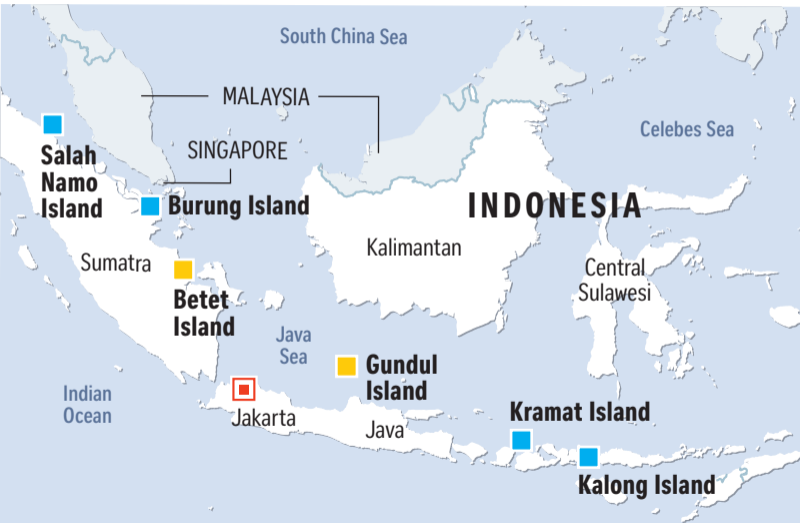 South China Sea
MALAYSIA
Celebes Sea
SINGAPORE
Salah
Namo
Island
Burung Island
INDONESIA
Kalimantan
Sumatra
Central
Sulawesi
Betet
Island
Java
Sea
Gundul
Island
Indian
Ocean
Jakarta
Java
Kramat Island
Kalong Island